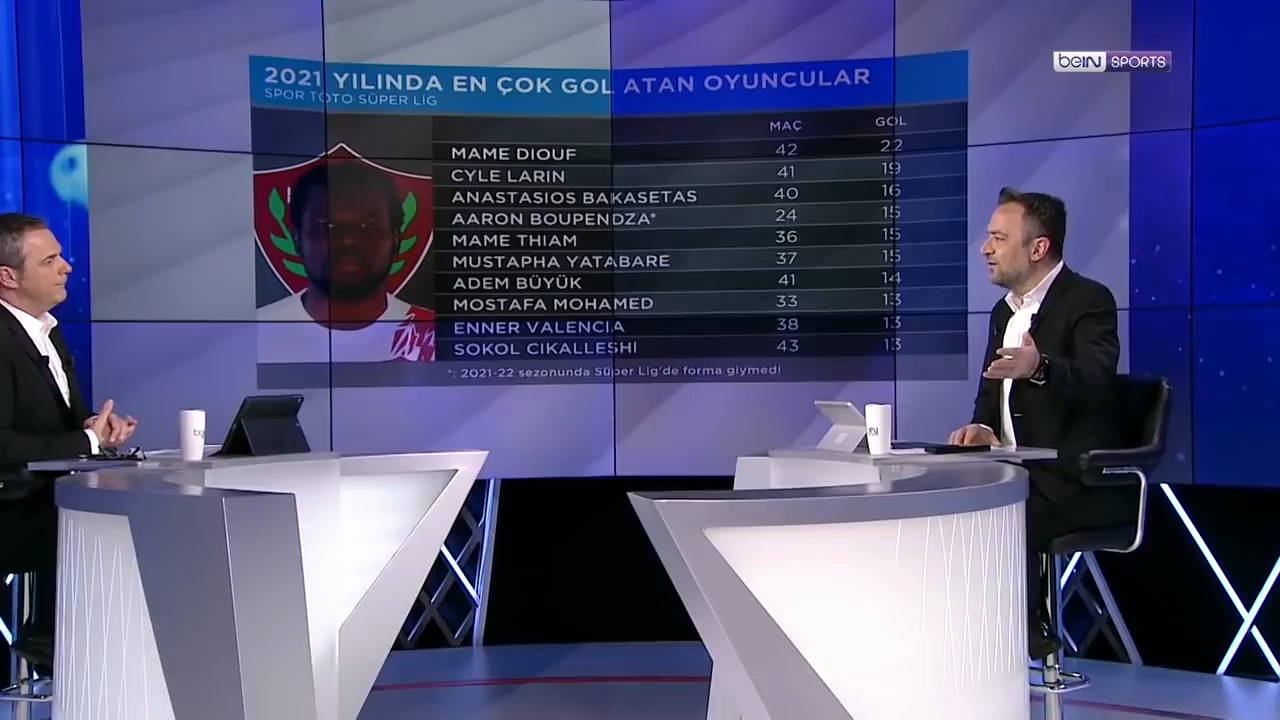 beIN SPORTS
2021 YILINDA EN ÇOK GOL ATAN OYUNCULAR
SPOR TOTO SÜPER LİG
MAÇ GOL
MAME DIOUF 42 22
CYLE LARIN 41 19
ANASTASIOS BAKASETAS 40 16
AARON BOUPENDZA* 24 15
MAME THIAM 36 15
MUSTAPHA YATABARE 37 15
ADEM BÜYÜK 41 14
MOSTAFA MOHAMED 33 13
ENNER VALENCIA 38 13
SOKOL CIKALLESHI 43 13
*: 2021-22 sezonunda Süper Lig'de forma giymedi